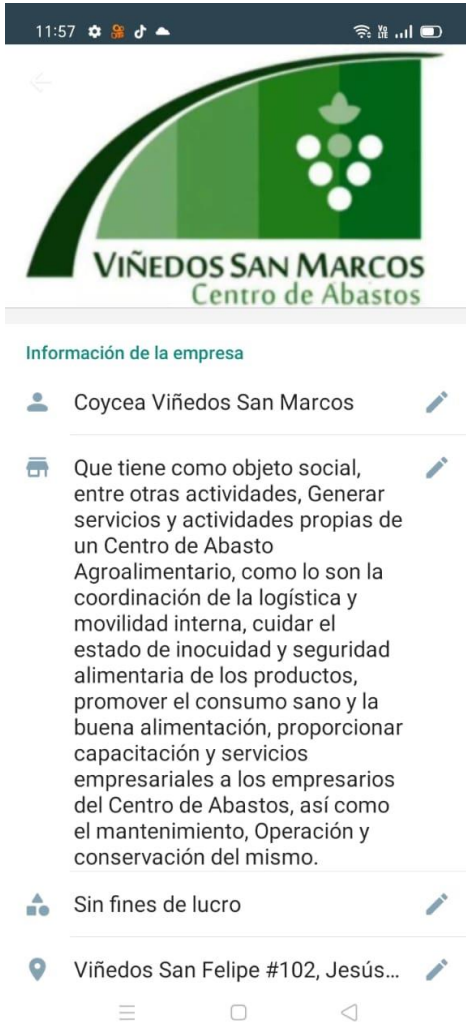 11:57
VIÑEDOS SAN MARCOS
Centro de Abastos
Información de la empresa
Coycea Viñedos San Marcos
Que tiene como objeto social,
entre otras actividades, Generar
servicios y actividades propias de
un Centro de Abasto
Agroalimentario, como lo son la
coordinación de la logística y
movilidad interna, cuidar el
estado de inocuidad y seguridad
alimentaria de los productos,
promover el consumo sano y la
buena alimentación, proporcionar
capacitación y servicios
empresariales a los empresarios
del Centro de Abastos, así como
el mantenimiento, Operación y
conservación del mismo.
Sin fines de lucro
Viñedos San Felipe #102, Jesús...